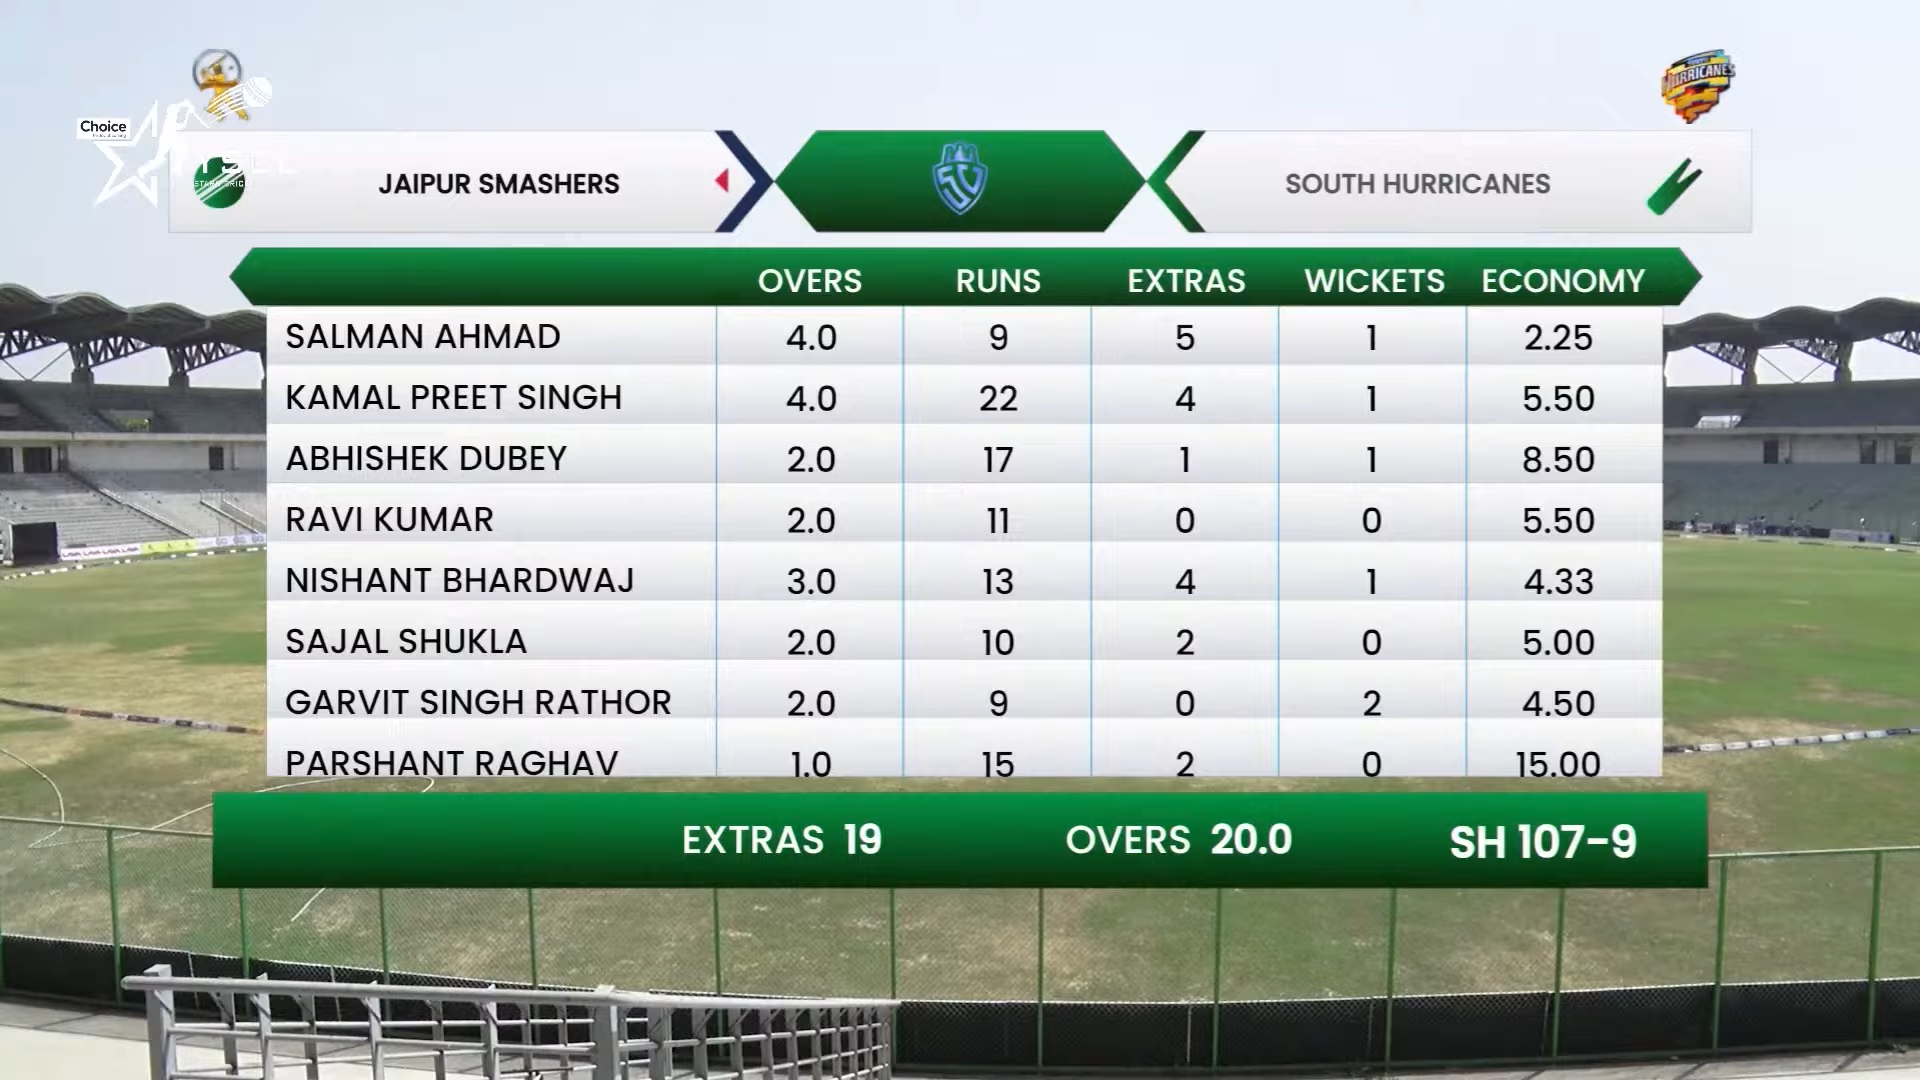 HURRICANES
Choice
JAIPUR SMASHERS
SOUTH HURRICANES
OVERS RUNS EXTRAS WICKETS ECONOMY
SALMAN AHMAD 4.0 9 5 1 2.25
KAMAL PREET SINGH 4.0 22 4 1 5.50
ABHISHEK DUBEY 2.0 17 1 1 8.50
RAVI KUMAR 2.0 11 0 0 5.50
NISHANT BHARDWAJ 3.0 13 4 1 4.33
SAJAL SHUKLA 2.0 10 2 0 5.00
GARVIT SINGH RATHOR 2.0 9 0 2 4.50
PARSHANT RAGHAV 1.0 15 2 0 15.00
EXTRAS 19 OVERS 20.0 SH 107-9